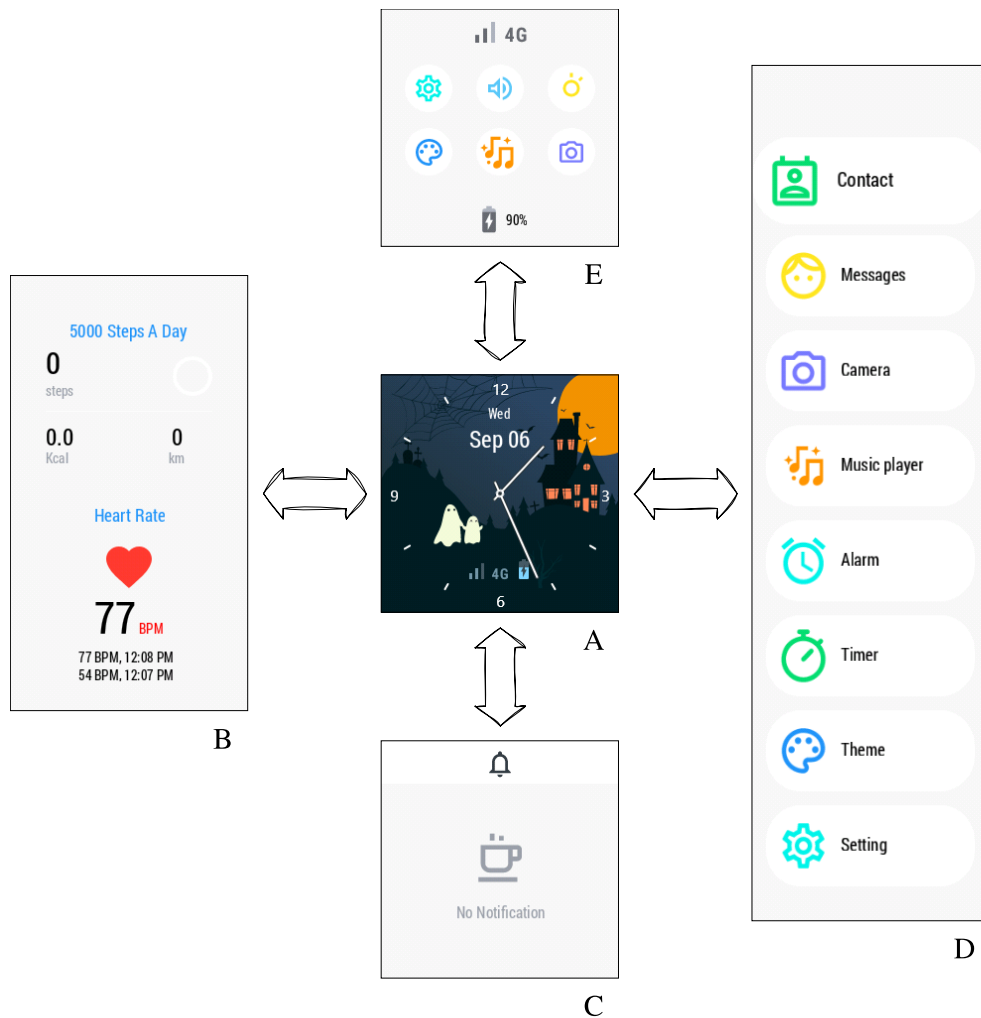 4G
90%
E
5000 Steps A Day
0
steps
0.0
Kcal
0
km
Heart Rate
77 BPM
77 BPM, 12:08 PM
54 BPM, 12:07 PM
B
12
Wed
Sep 06
9
3
4G
6
A
No Notification
C
Contact
Messages
Camera
Music player
Alarm
Timer
Theme
Setting
D